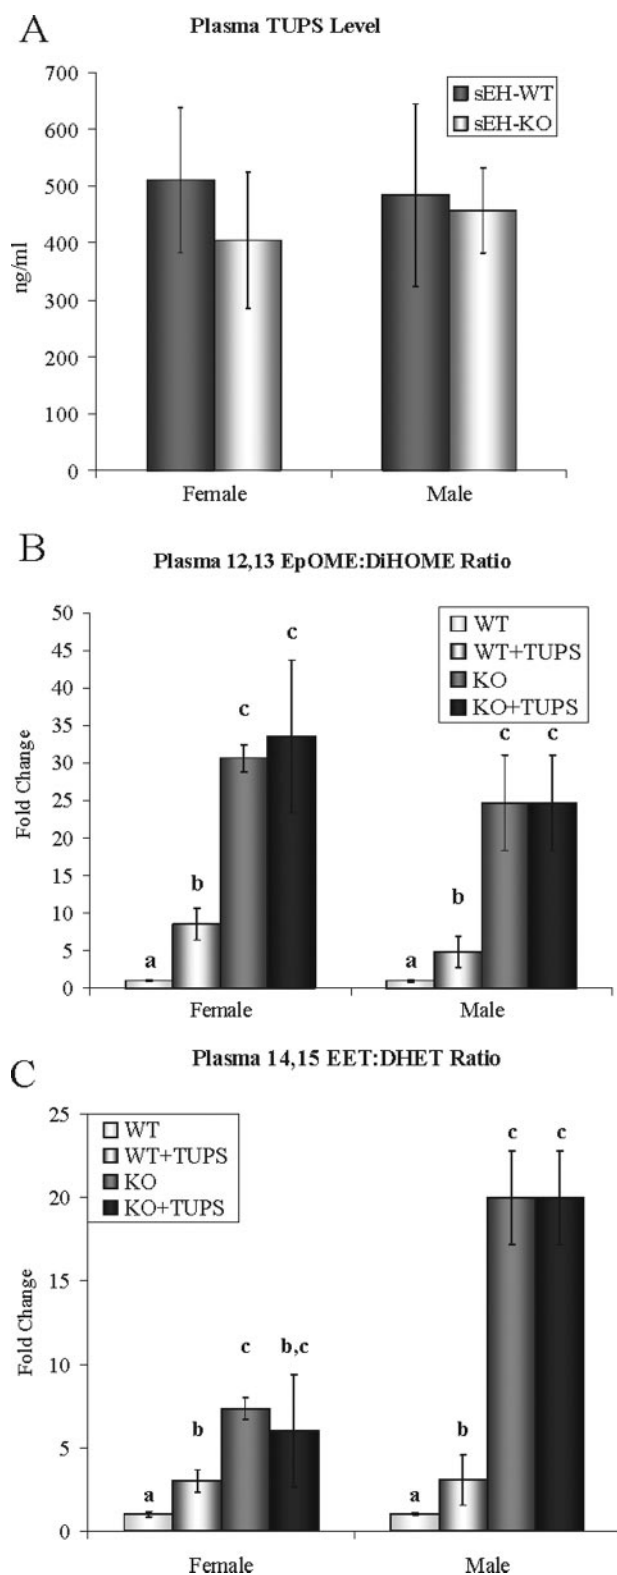 A
Plasma TUPS Level
sEH-WT
sEH-KO
700
600
500
400
300
200
100
0
ng/ml
Female Male
B
Plasma 12,13 EpOME:DiHOME Ratio
WT
WT+TUPS
KO
KO+TUPS
50
45
40
35
30
25
20
15
10
5
0
Fold Change
a b c c
a b c c
Female Male
C
Plasma 14,15 EET:DHET Ratio
WT
WT+TUPS
KO
KO+TUPS
25
20
15
10
5
0
Fold Change
a b c b,c
a b c c
Female Male